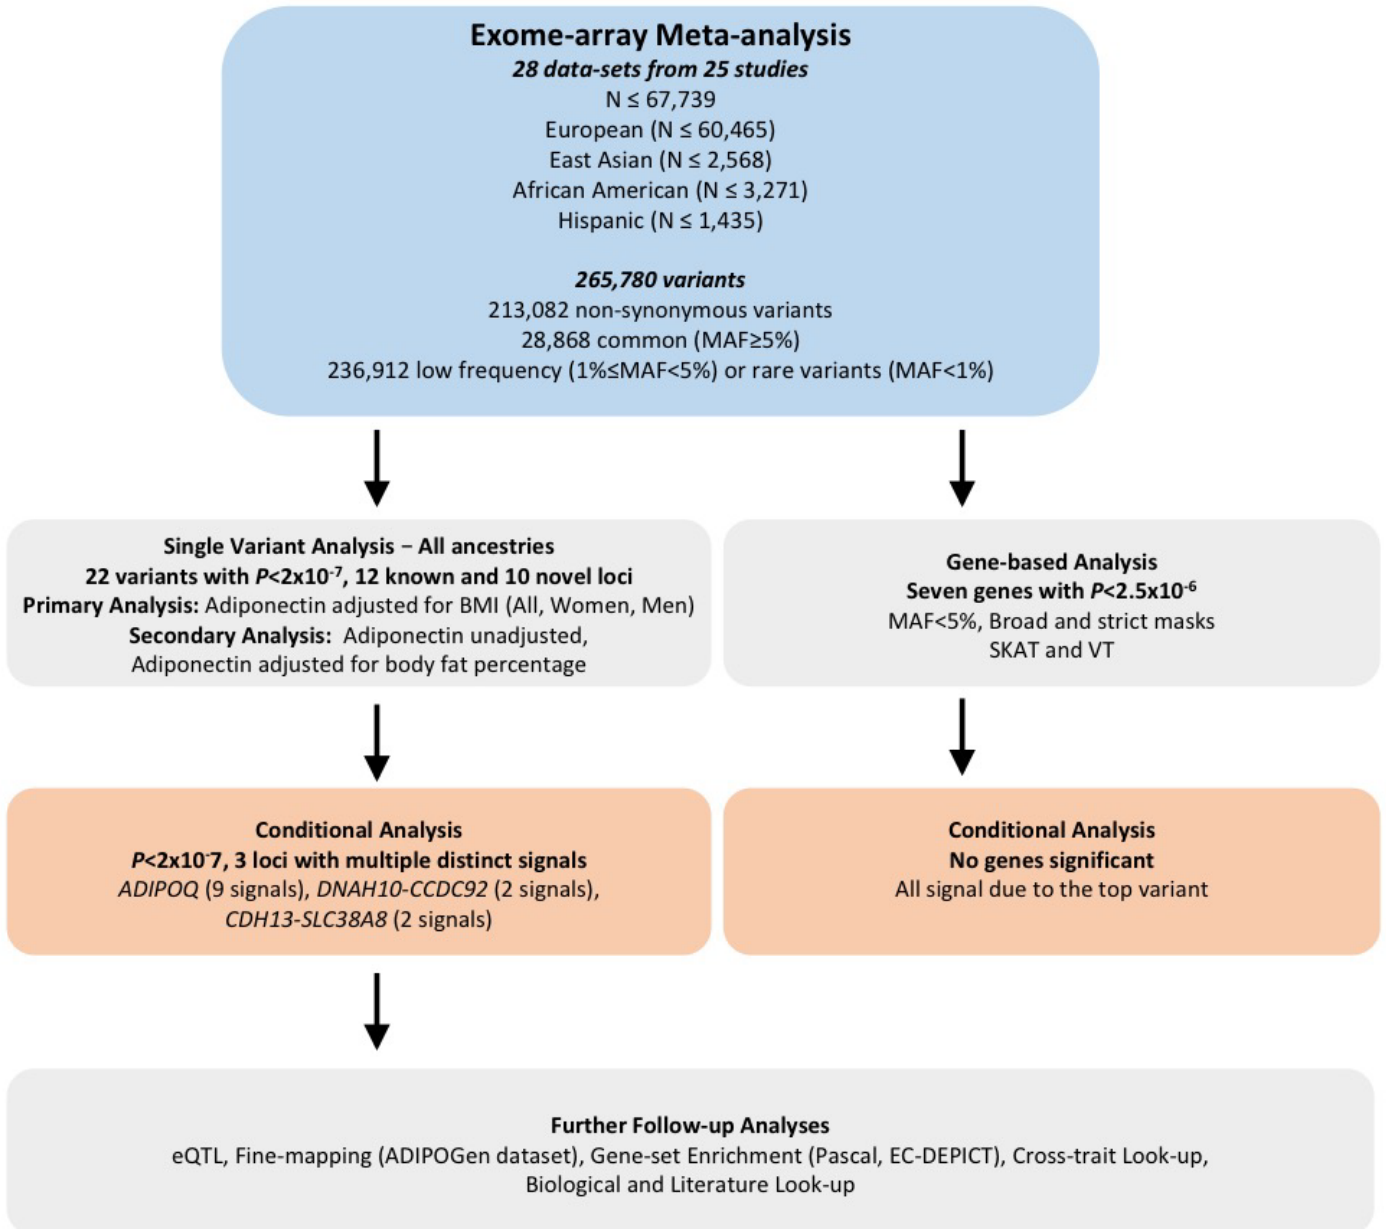 Exome-array Meta-analysis
28 data-sets from 25 studies
N ≤ 67,739
European (N ≤ 60,465)
East Asian (N ≤ 2,568)
African American (N ≤ 3,271)
Hispanic (N ≤ 1,435)
265,780 variants
213,082 non-synonymous variants
28,868 common (MAF≥5%)
236,912 low frequency (1%≤MAF<5%) or rare variants (MAF<1%)
Single Variant Analysis – All ancestries
22 variants with P<2x10⁻⁷, 12 known and 10 novel loci
Primary Analysis: Adiponectin adjusted for BMI (All, Women, Men)
Secondary Analysis: Adiponectin unadjusted,
Adiponectin adjusted for body fat percentage
Gene-based Analysis
Seven genes with P<2.5x10⁻⁶
MAF<5%, Broad and strict masks
SKAT and VT
Conditional Analysis
P<2x10⁻7, 3 loci with multiple distinct signals
ADIPOQ (9 signals), DNAH10-CCDC92 (2 signals),
CDH13-SLC38A8 (2 signals)
Conditional Analysis
No genes significant
All signal due to the top variant
Further Follow-up Analyses
eQTL, Fine-mapping (ADIPOGen dataset), Gene-set Enrichment (Pascal, EC-DEPICT), Cross-trait Look-up,
Biological and Literature Look-up